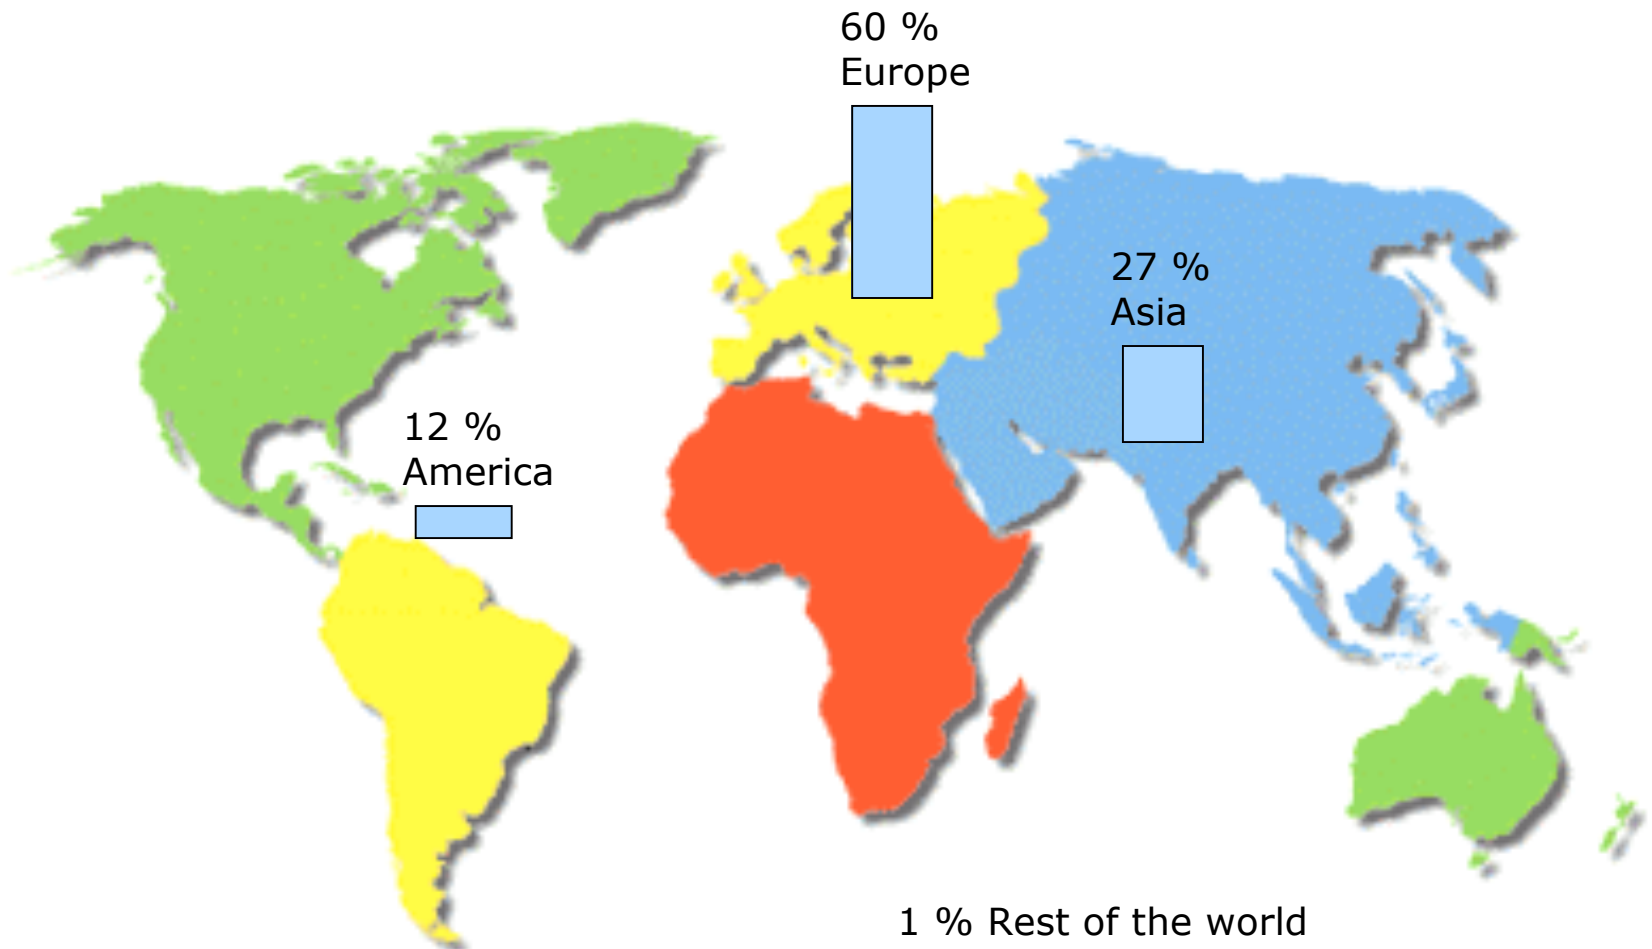 60 %
Europe
27 %
Asia
12 %
America
1 % Rest of the world